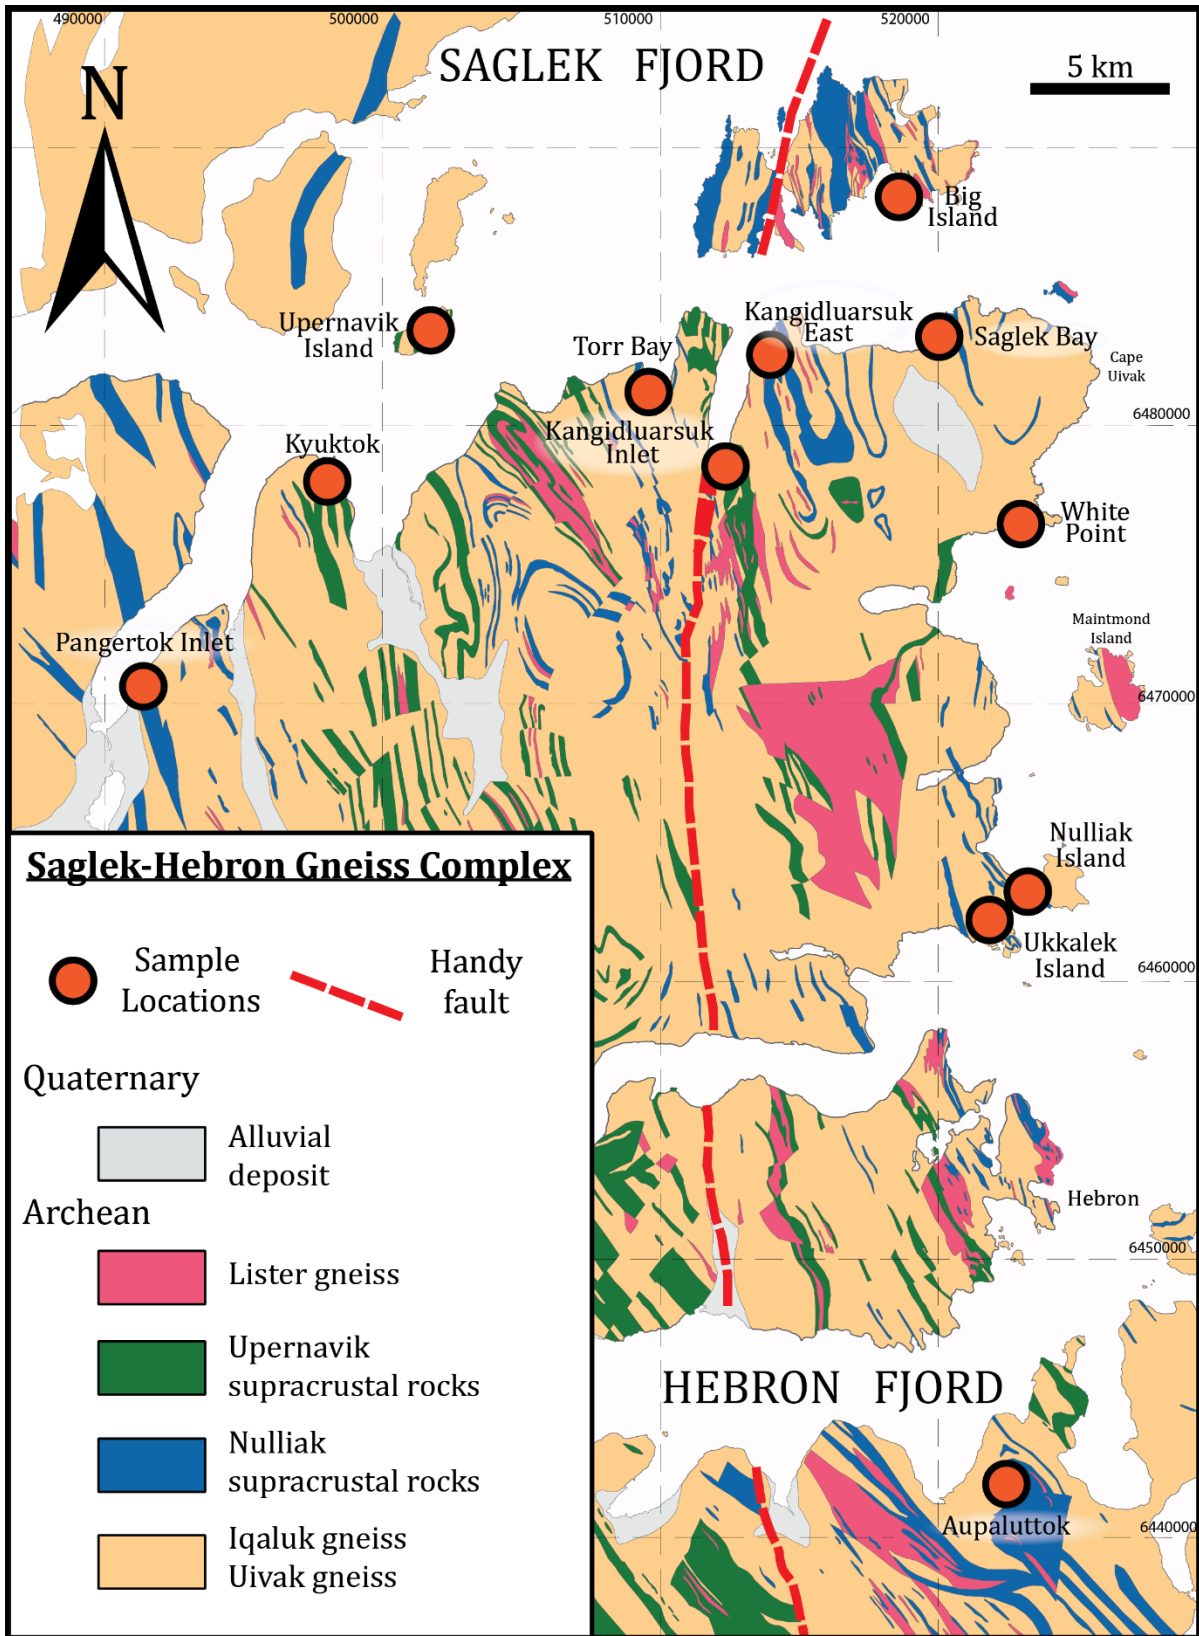 490000
500000
510000
520000
SAGLEK FJORD
N
5 km
Big
Island
Upernavik
Island
Torr Bay
Kangidluarsuk
East
Saglek Bay
Cape
Uivak
6480000
Kyuktok
Kangidluarsuk
Inlet
White
Point
Maintmond
Island
Pangertok Inlet
6470000
Nulliak
Island
Ukkalek
Island
6460000
Saglek-Hebron Gneiss Complex
Sample
Locations
Handy
fault
Quaternary
Alluvial
deposit
Archean
Lister gneiss
Upernavik
supracrustal rocks
Nulliak
supracrustal rocks
Iqaluk gneiss
Uivak gneiss
Hebron
6450000
HEBRON FJORD
Aupaluttok
6440000